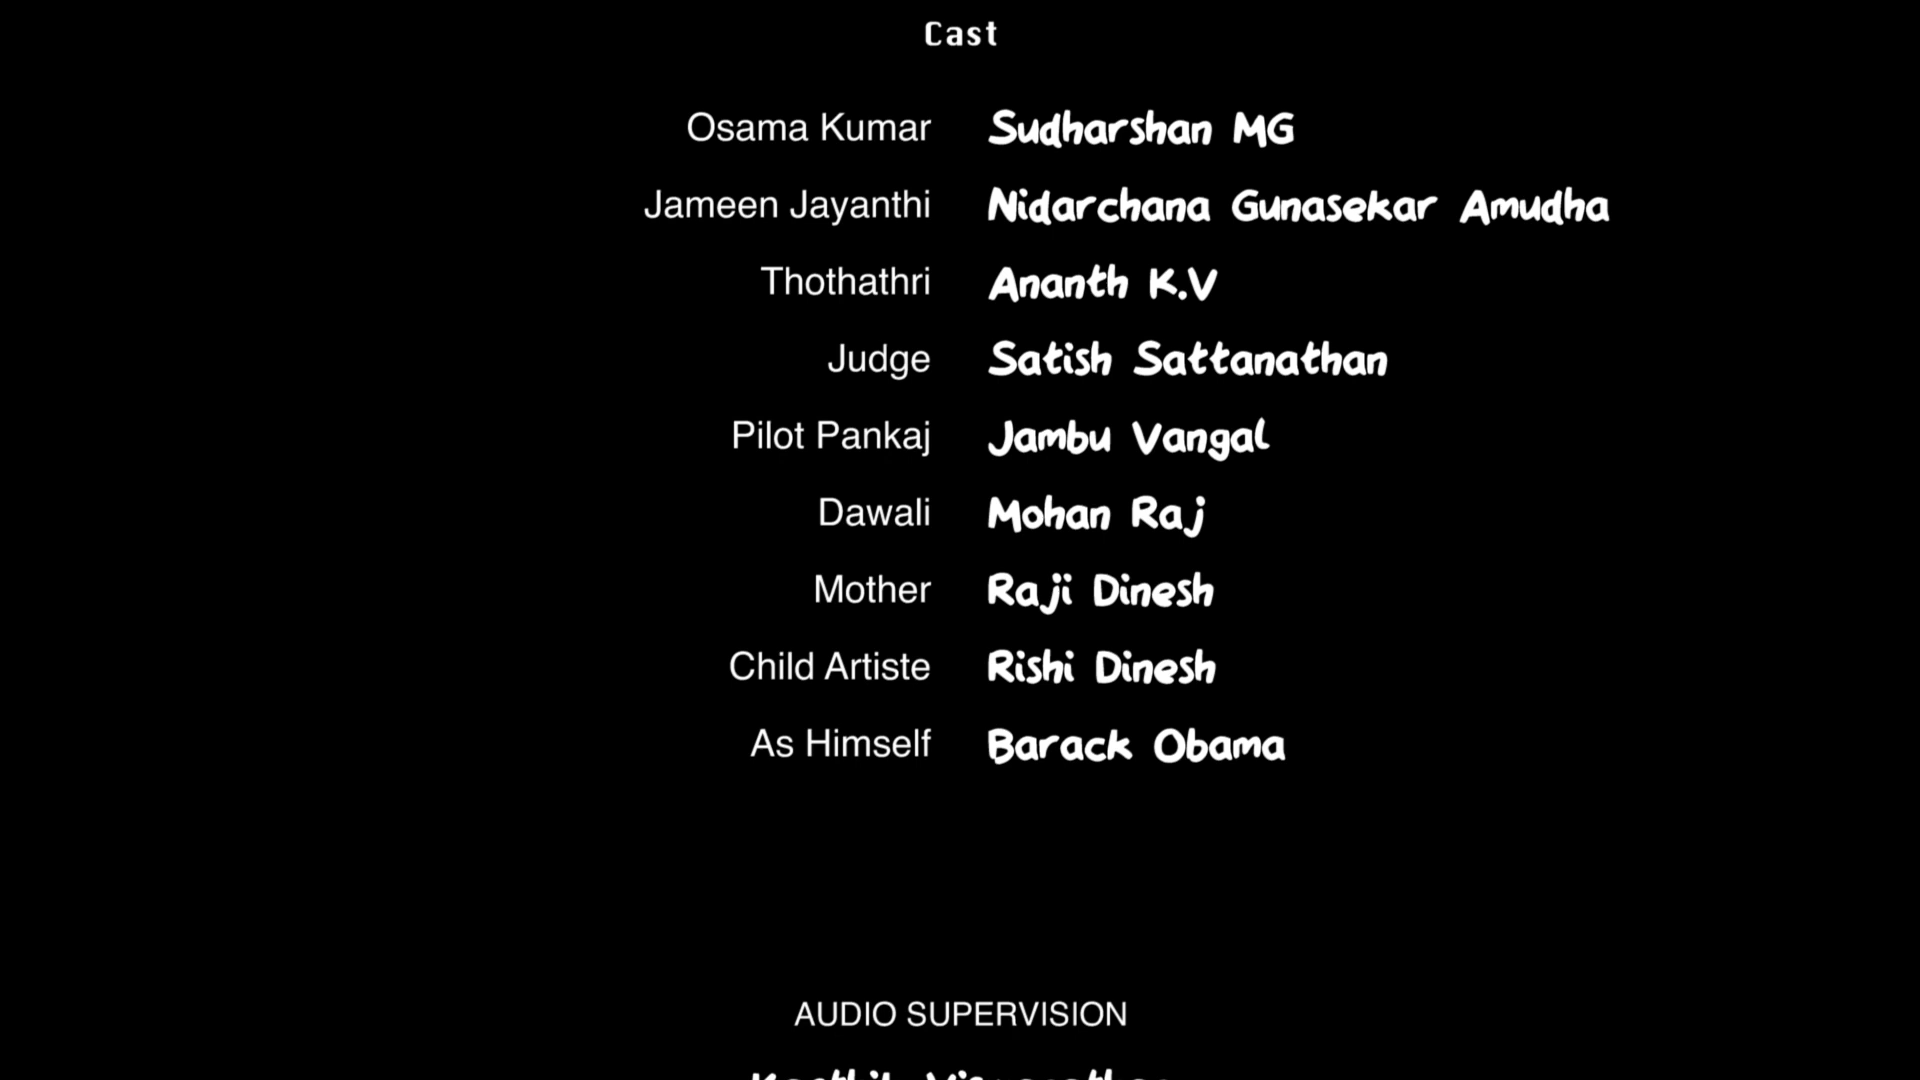 Cast
Osama Kumar Sudharshan MG
Jameen Jayanthi Nidarchana Gunasekar Amudha
Thothathri Ananth K.V
Judge Satish Sattanathan
Pilot Pankaj Jambu Vangal
Dawali Mohan Raj
Mother Raji Dinesh
Child Artiste Rishi Dinesh
As Himself Barack Obama
AUDIO SUPERVISION